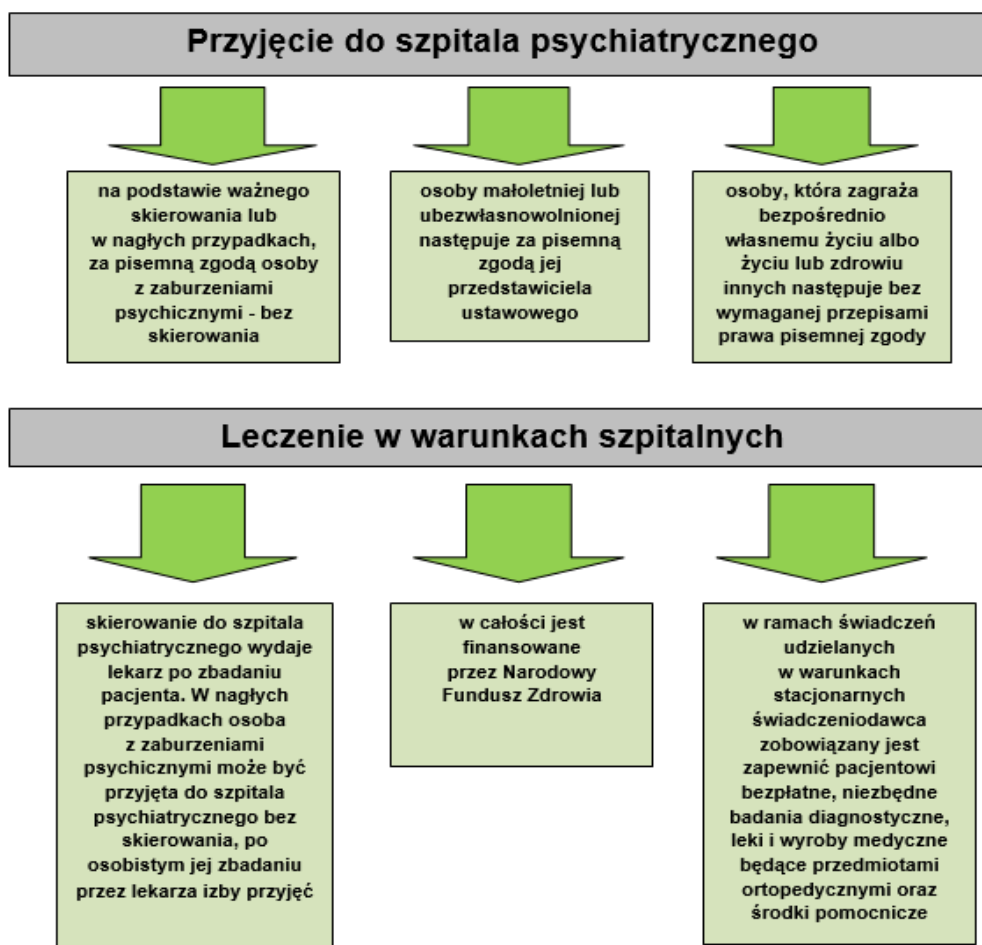 Przyjęcie do szpitala psychiatrycznego
na podstawie ważnego
skierowania lub
w nagłych przypadkach,
za pisemną zgodą osoby
z zaburzeniami
psychicznymi - bez
skierowania
osoby małoletniej lub
ubezwłasnowolnionej
następuje za pisemną
zgodą jej
przedstawiciela
ustawowego
osoby, która zagraża
bezpośrednio
własnemu życiu albo
życiu lub zdrowiu
innych następuje bez
wymaganej przepisami
prawa pisemnej zgody
Leczenie w warunkach szpitalnych
skierowanie do szpitala
psychiatrycznego wydaje
lekarz po zbadaniu
pacjenta. W nagłych
przypadkach osoba
z zaburzeniami
psychicznymi może być
przyjęta do szpitala
psychiatrycznego bez
skierowania, po
osobistym jej zbadaniu
przez lekarza izby przyjęć
w całości jest
finansowane
przez Narodowy
Fundusz Zdrowia
w ramach świadczeń
udzielanych
w warunkach
stacjonarnych
świadczeniodawca
zobowiązany jest
zapewnić pacjentowi
bezpłatne, niezbędne
badania diagnostyczne,
leki i wyroby medyczne
będące przedmiotami
ortopedycznymi oraz
środki pomocnicze